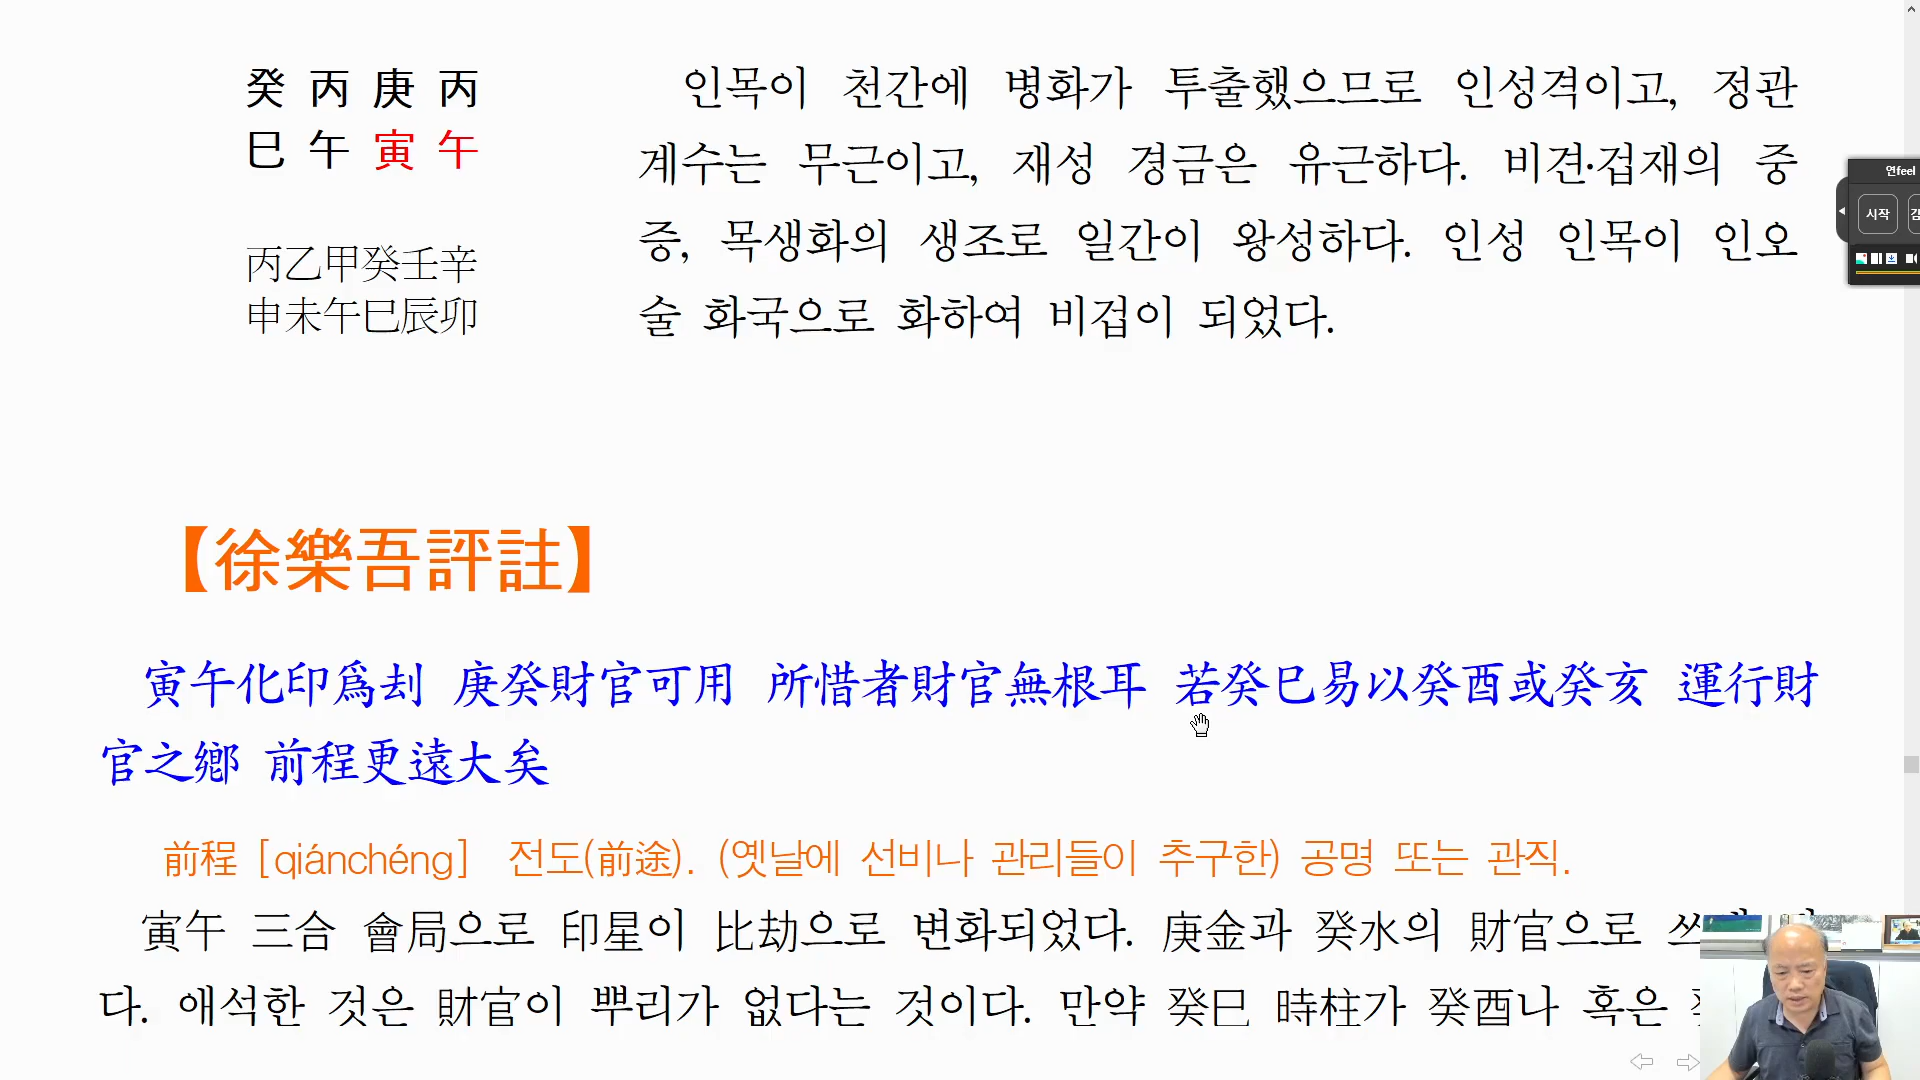 癸 丙 庚 丙
巳 午 寅 午
丙乙甲癸壬辛
申未午巳辰卯
인목이 천간에 병화가 투출했으므로 인성격이고, 정관
계수는 무근이고, 재성 경금은 유근하다. 비견·겁재의 중
중, 목생화의 생조로 일간이 왕성하다. 인성 인목이 인오
술 화국으로 화하여 비겁이 되었다.
【徐樂吾評註】
寅午化印爲刦 庚癸財官可用 所惜者財官無根耳 若癸巳易以癸酉或癸亥 運行財
官之鄕 前程更遠大矣
前程 [qiánchéng] 전도(前途). (옛날에 선비나 관리들이 추구한) 공명 또는 관직.
寅午 三合 會局으로 印星이 比劫으로 변화되었다. 庚金과 癸水의 財官으로
다. 애석한 것은 財官이 뿌리가 없다는 것이다. 만약 癸巳 時柱가 癸酉나 혹은
연feel
시작